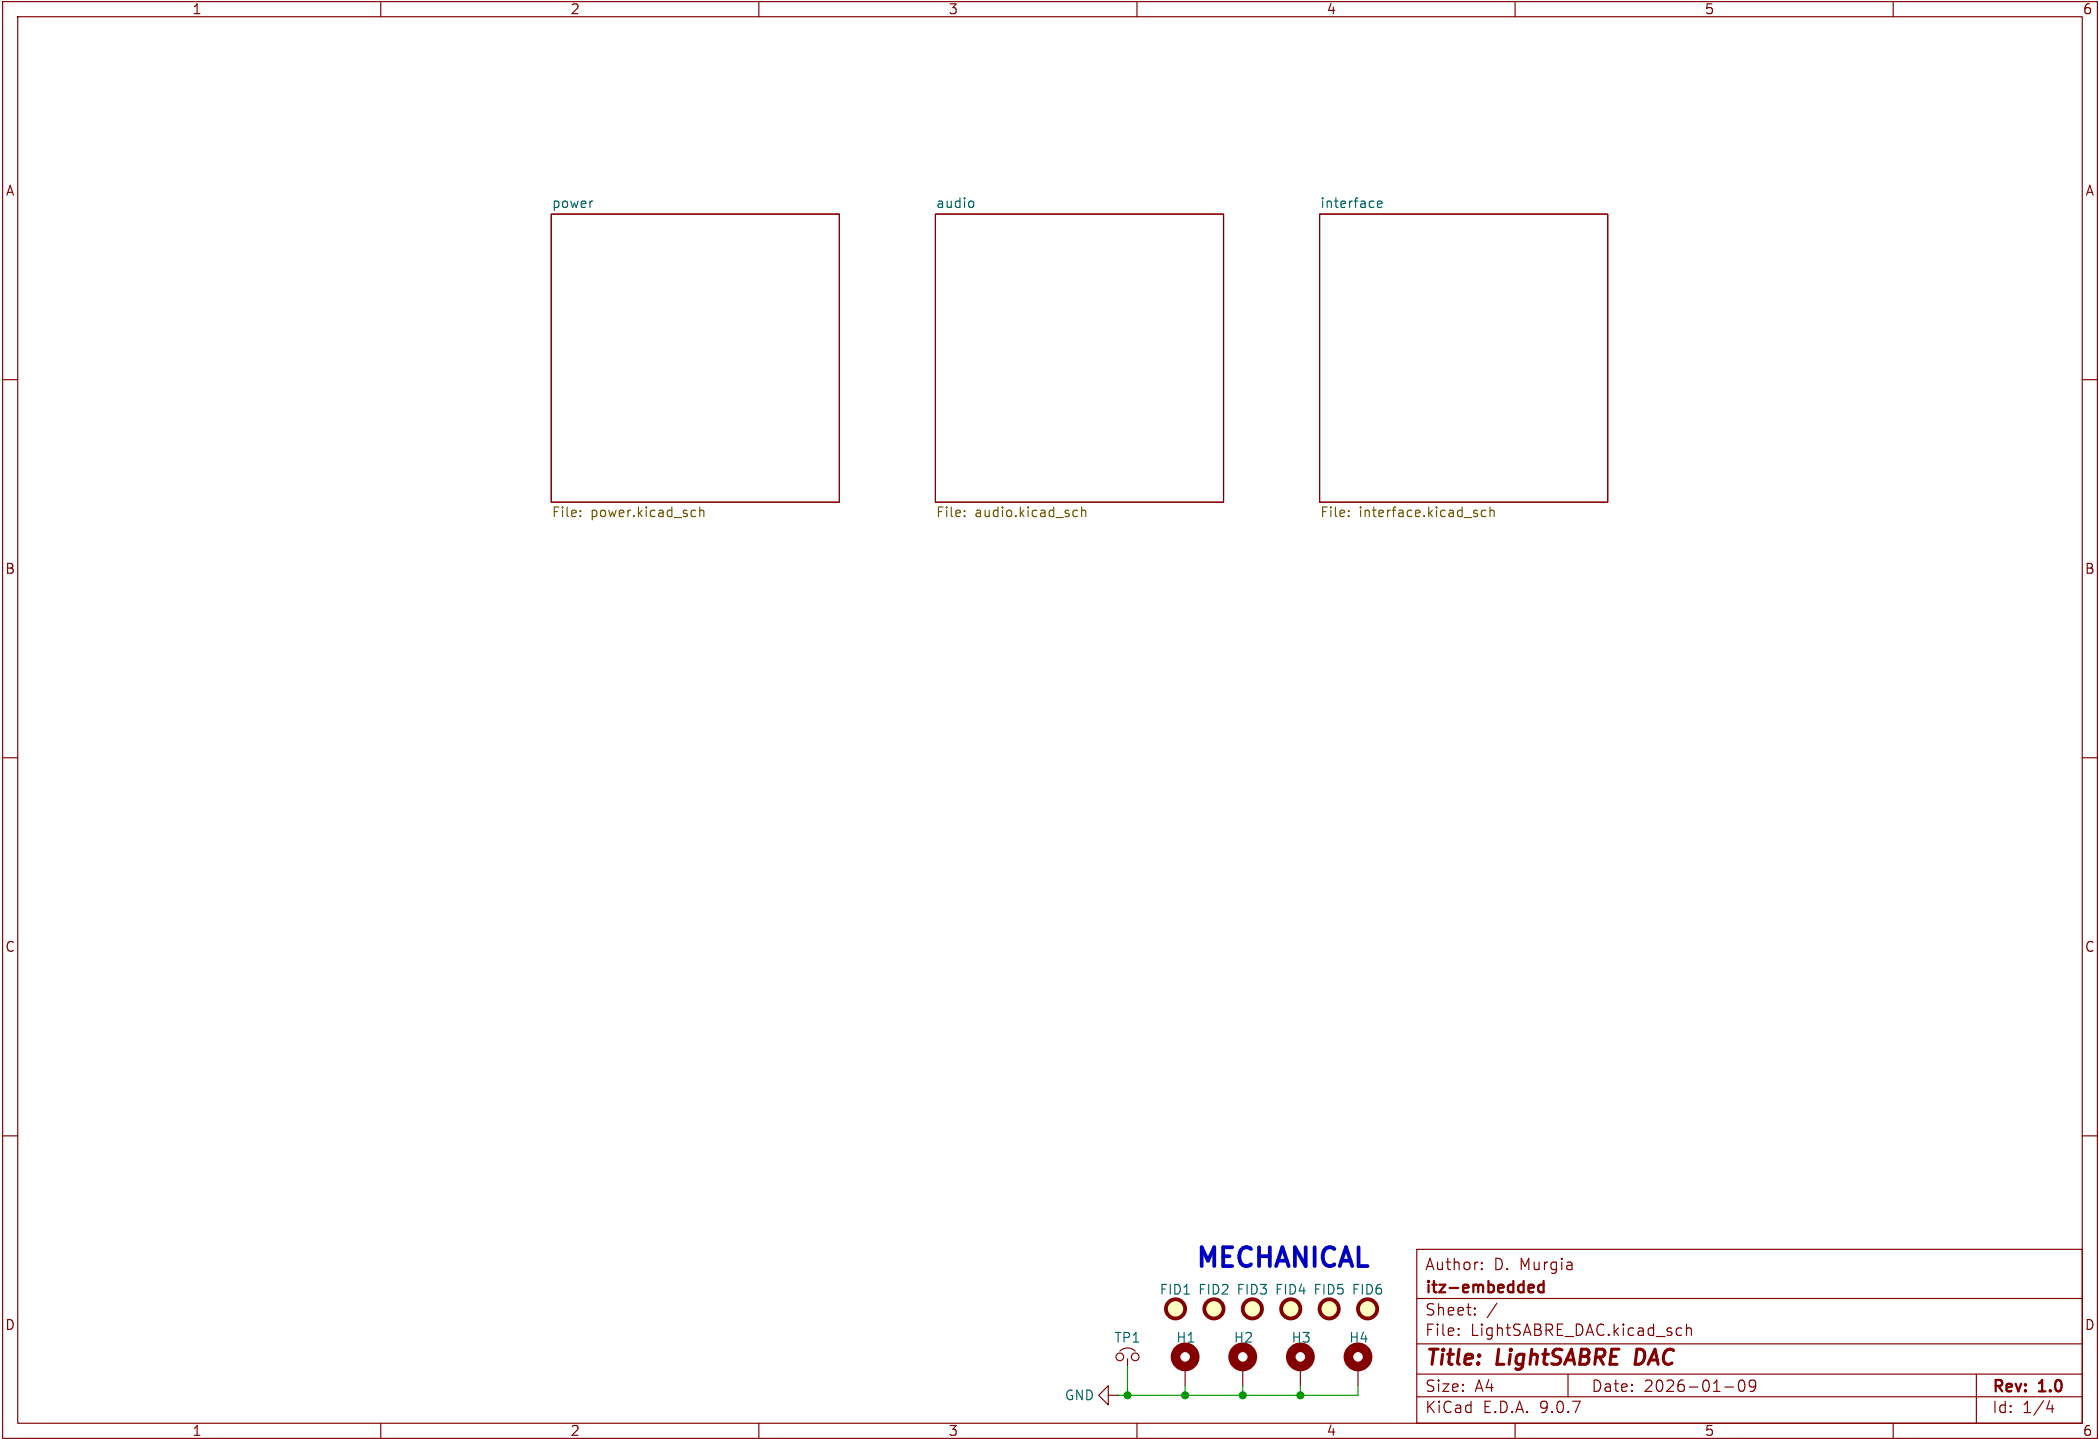 1 2 3 4 5 6
A A
power audio interface
File: power.kicad_sch File: audio.kicad_sch File: interface.kicad_sch
B B
C C
MECHANICAL
FID1 FID2 FID3 FID4 FID5 FID6
TP1 H1 H2 H3 H4
GND
Author: D. Murgia
itz-embedded
Sheet: /
File: LightSABRE_DAC.kicad_sch
D D
Title: LightSABRE DAC
Size: A4 Date: 2026-01-09 Rev: 1.0
KiCad E.D.A. 9.0.7 Id: 1/4
1 2 3 4 5 6